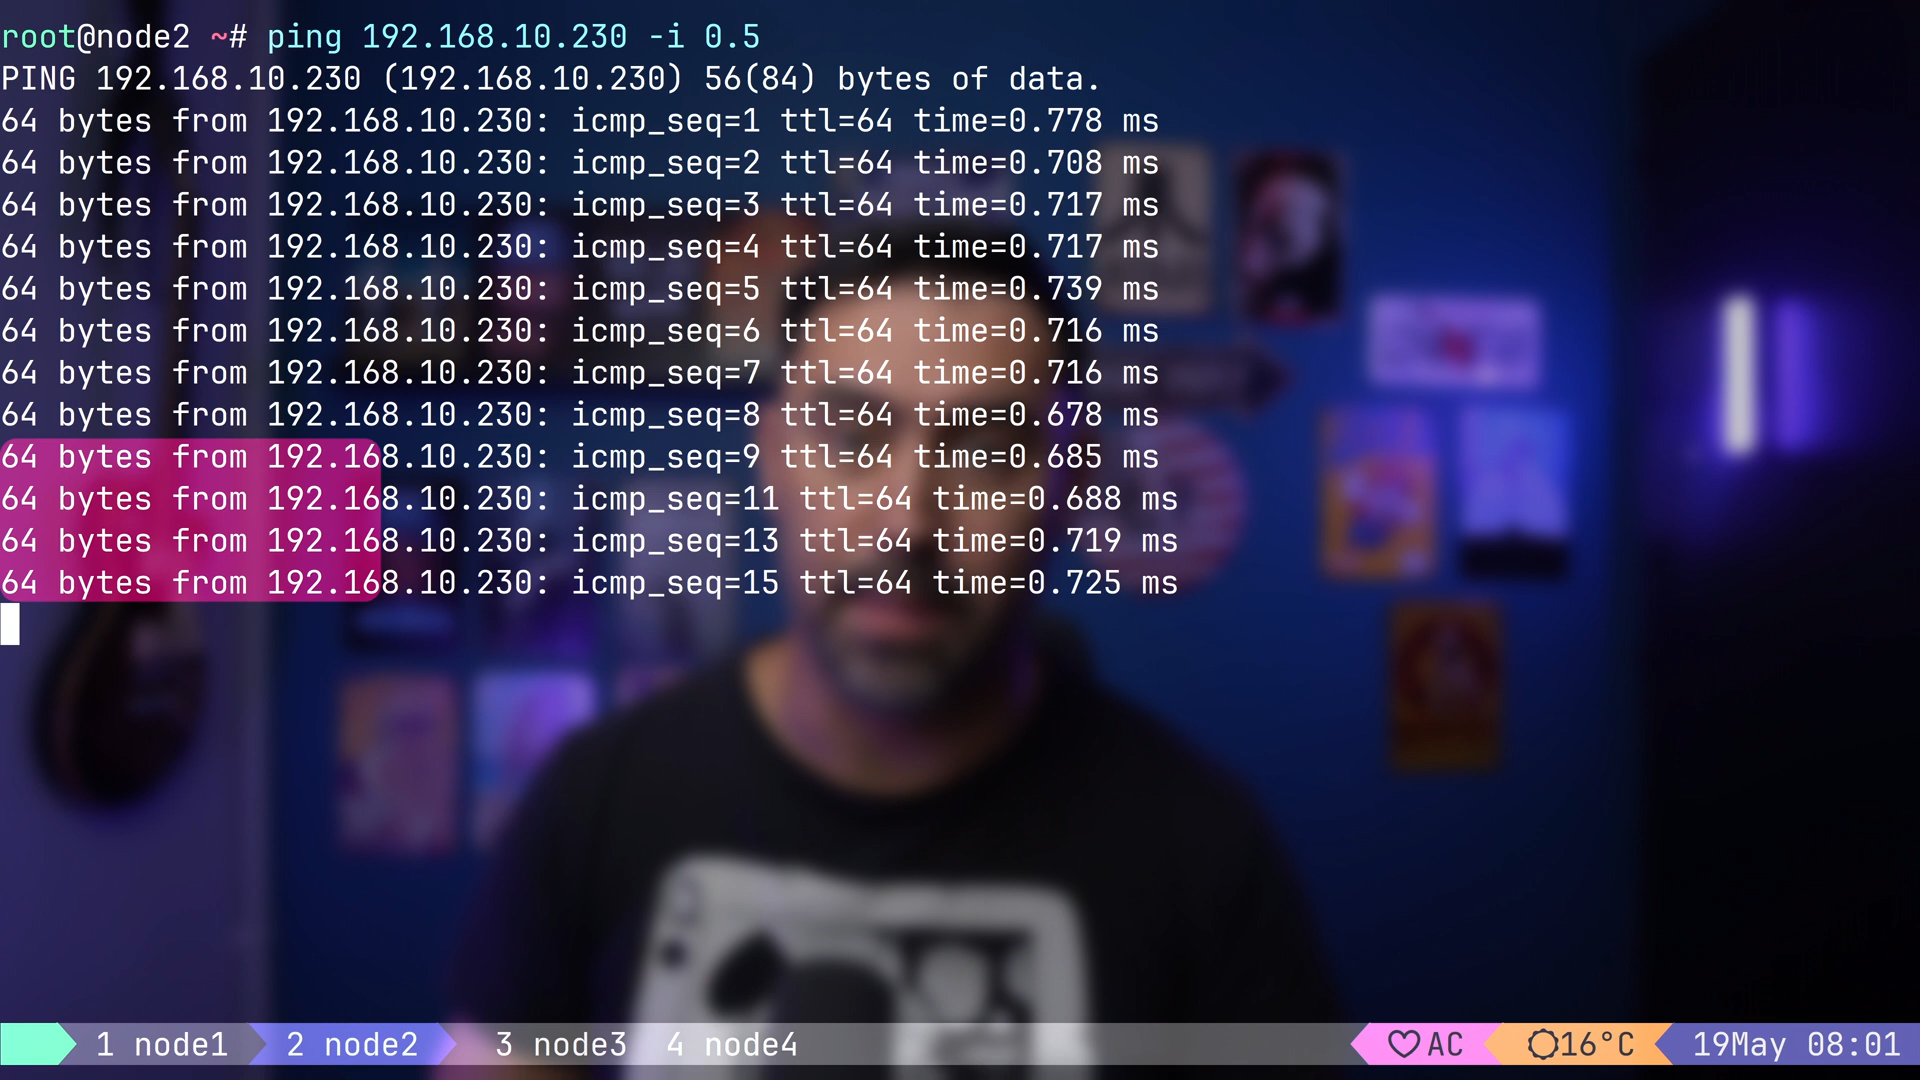 root@node2 ~# ping 192.168.10.230 -i 0.5
PING 192.168.10.230 (192.168.10.230) 56(84) bytes of data.
64 bytes from 192.168.10.230: icmp_seq=1 ttl=64 time=0.778 ms
64 bytes from 192.168.10.230: icmp_seq=2 ttl=64 time=0.708 ms
64 bytes from 192.168.10.230: icmp_seq=3 ttl=64 time=0.717 ms
64 bytes from 192.168.10.230: icmp_seq=4 ttl=64 time=0.717 ms
64 bytes from 192.168.10.230: icmp_seq=5 ttl=64 time=0.739 ms
64 bytes from 192.168.10.230: icmp_seq=6 ttl=64 time=0.716 ms
64 bytes from 192.168.10.230: icmp_seq=7 ttl=64 time=0.716 ms
64 bytes from 192.168.10.230: icmp_seq=8 ttl=64 time=0.678 ms
64 bytes from 192.168.10.230: icmp_seq=9 ttl=64 time=0.685 ms
64 bytes from 192.168.10.230: icmp_seq=11 ttl=64 time=0.688 ms
64 bytes from 192.168.10.230: icmp_seq=13 ttl=64 time=0.719 ms
64 bytes from 192.168.10.230: icmp_seq=15 ttl=64 time=0.725 ms
1 node1 2 node2 3 node3 4 node4 AC 16°C 19May 08:01